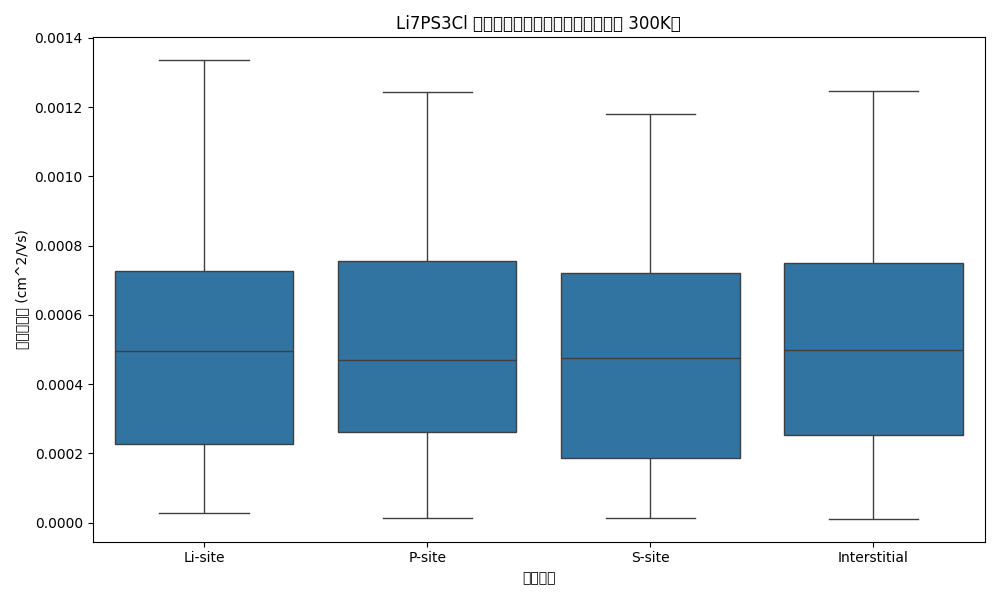 Li7PS3Cl 300K
0.0014
0.0012
0.0010
0.0008
0.0006
0.0004
0.0002
0.0000
(cm^2/Vs)
Li-site
P-site
S-site
Interstitial